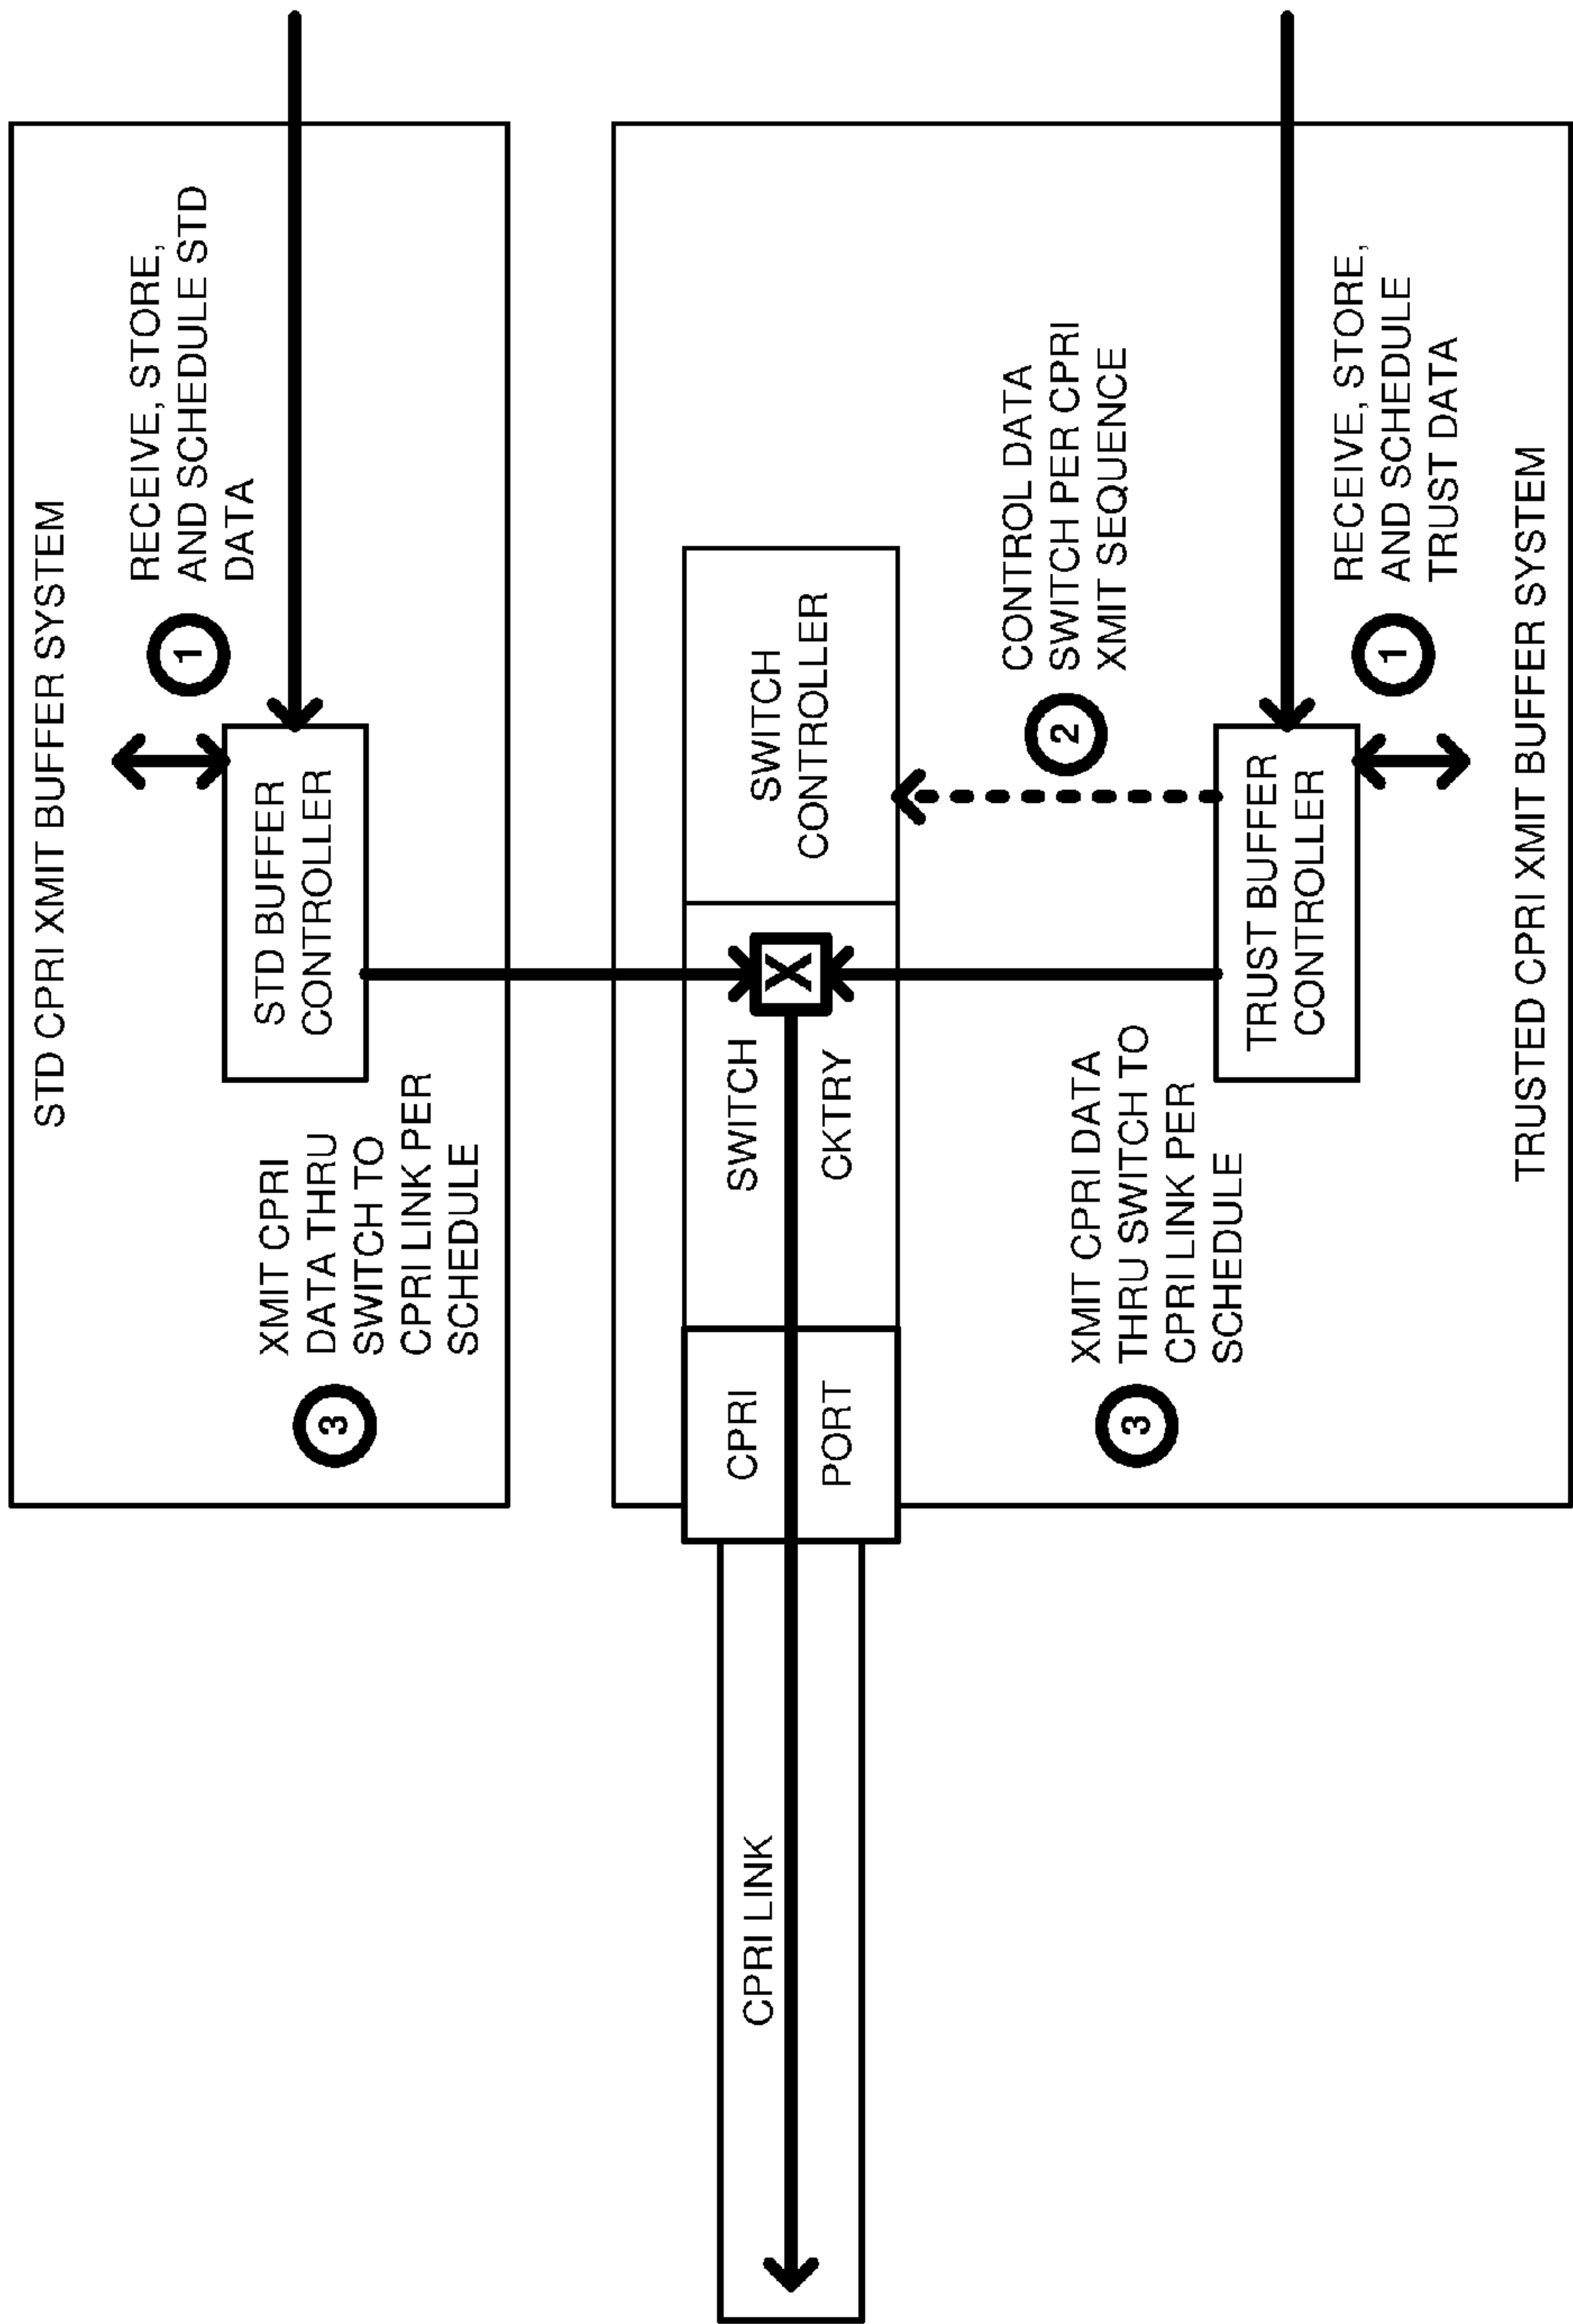 STD CPRI XMIT BUFFER SYSTEM
1
RECEIVE, STORE,
AND SCHEDULE STD
DATA
STD BUFFER
CONTROLLER
3
XMIT CPRI
DATA THRU
SWITCH TO
CPRI LINK PER
SCHEDULE
CPRI LINK
CPRI
PORT
SWITCH
CKTRY
X
SWITCH
CONTROLLER
2
CONTROL DATA
SWITCH PER CPRI
XMIT SEQUENCE
3
XMIT CPRI DATA
THRU SWITCH TO
CPRI LINK PER
SCHEDULE
TRUST BUFFER
CONTROLLER
1
RECEIVE, STORE,
AND SCHEDULE
TRUST DATA
TRUSTED CPRI XMIT BUFFER SYSTEM